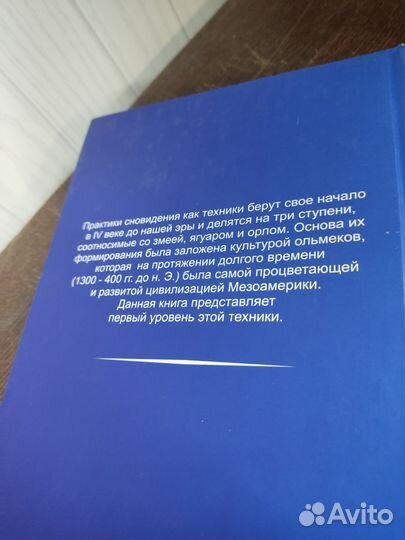 Практики сновидения как техники берут свое начало
в IV веке до нашей эры и делятся на три ступени,
соотносимые со змеей, ягуаром и орлом. Основа их
формирования была заложена культурой ольмеков,
которая на протяжении долгого времени
(1300 - 400 гг. до н. Э.) была самой процветающей
и развитой цивилизацией Мезоамерики.
Данная книга представляет
первый уровень этой техники.
Avito